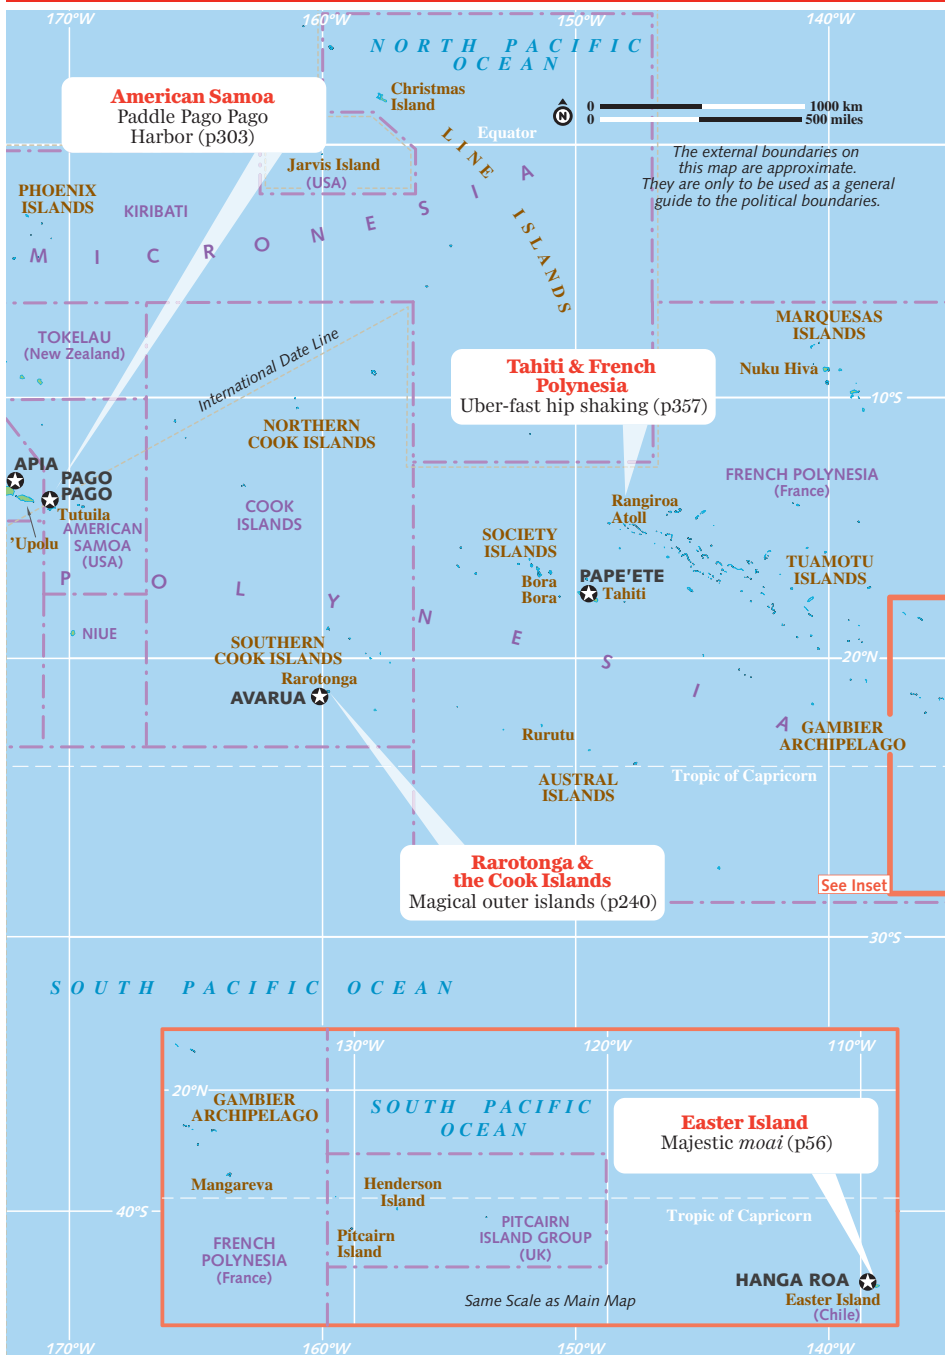 170°W
160°W
150°W
140°W
NORTH PACIFIC
OCEAN
American Samoa
Paddle Pago Pago
Harbor (p303)
Christmas
Island
0 1000 km
0 500 miles
N
Equator
LINE ISLANDS
The external boundaries on
this map are approximate.
They are only to be used as a general
guide to the political boundaries.
Jarvis Island
(USA)
PHOENIX
ISLANDS
KIRIBATI
MICRONESIA
TOKELAU
(New Zealand)
International Date Line
MARQUESAS
ISLANDS
Nuku Hiva
Tahiti & French
Polynesia
Uber-fast hip shaking (p357)
10°S
NORTHERN
COOK ISLANDS
APIA
PAGO
PAGO
Tutuila
'Upolu
AMERICAN
SAMOA
(USA)
COOK
ISLANDS
FRENCH POLYNESIA
(France)
Rangiroa
Atoll
SOCIETY
ISLANDS
Bora
Bora
PAPE'ETE
Tahiti
TUAMOTU
ISLANDS
POLYNESIA
NIUE
SOUTHERN
COOK ISLANDS
Rarotonga
AVARUA
20°N
Rurutu
GAMBIER
ARCHIPELAGO
AUSTRAL
ISLANDS
Tropic of Capricorn
Rarotonga &
the Cook Islands
Magical outer islands (p240)
See Inset
30°S
SOUTH PACIFIC OCEAN
130°W
120°W
110°W
20°N
GAMBIER
ARCHIPELAGO
SOUTH PACIFIC
OCEAN
Easter Island
Majestic moai (p56)
Mangareva
Henderson
Island
40°S
Tropic of Capricorn
FRENCH
POLYNESIA
(France)
Pitcairn
Island
PITCAIRN
ISLAND GROUP
(UK)
HANGA ROA
Easter Island
(Chile)
Same Scale as Main Map
170°W
160°W
150°W
140°W